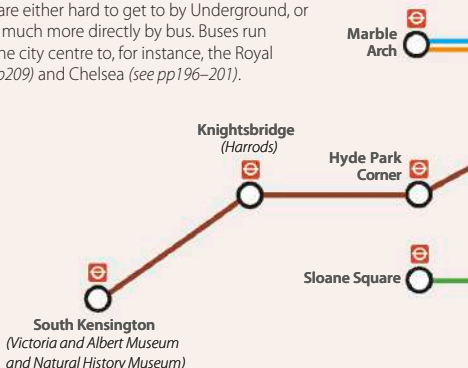 are either hard to get to by Underground, or
much more directly by bus. Buses run
he city centre to, for instance, the Royal
p209) and Chelsea (see pp196–201).
Marble
Arch
Knightsbridge
(Harrods)
Hyde Park
Corner
Sloane Square
South Kensington
(Victoria and Albert Museum
and Natural History Museum)